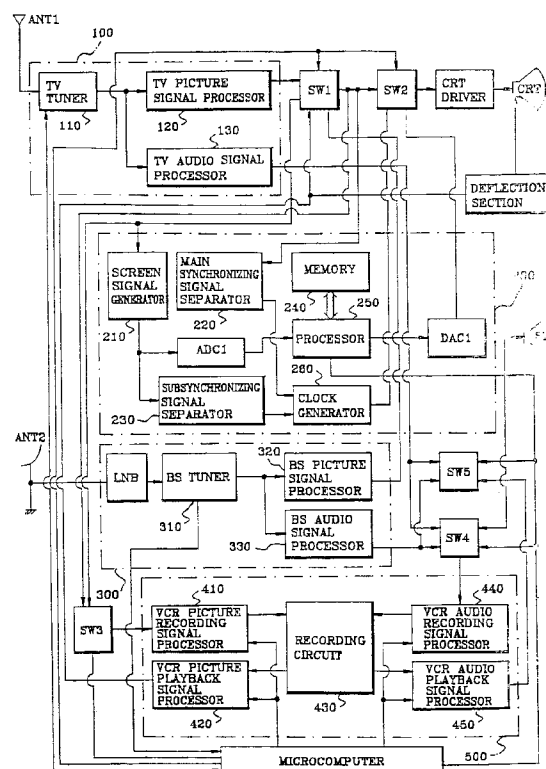 ANT1
100
TV
TUNER
110
TV PICTURE
SIGNAL PROCESSOR
120
130
TV AUDIO SIGNAL
PROCESSOR
SW1
SW2
CRT
DRIVER
CRT
DEFLECTION
SECTION
SCREEN
SIGNAL
GENERATOR
210
MAIN
SYNCHRONIZING
SIGNAL
SEPARATOR
220
MEMORY
240
250
PROCESSOR
ADC1
DAC1
260
SUBSYNCHRONIZING
SIGNAL
SEPARATOR
230
CLOCK
GENERATOR
ANT2
LNB
BS TUNER
310
320
BS PICTURE
SIGNAL
PROCESSOR
BS AUDIO
SIGNAL
PROCESSOR
330
300
SW5
SW4
SW3
410
VCR PICTURE
RECORDING
SIGNAL
PROCESSOR
VCR PICTURE
PLAYBACK
SIGNAL
PROCESSOR
420
RECORDING
CIRCUIT
430
440
VCR AUDIO
RECORDING
SIGNAL
PROCESSOR
VCR AUDIO
PLAYBACK
SIGNAL
PROCESSOR
450
500
MICROCOMPUTER